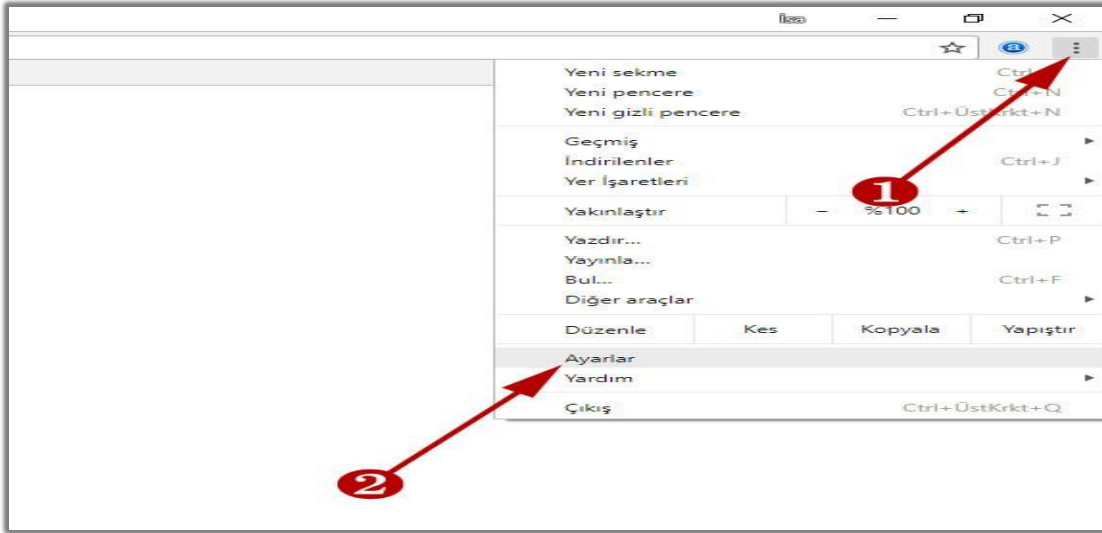 İsa
Yeni sekme
Yeni pencere Ctrl+N
Yeni gizli pencere Ctrl+ÜstKrkt+N
Geçmiş
İndirilenler Ctrl+J
Yer İşaretleri
1
Yakınlaştır - %100 + 
Yazdır... Ctrl+P
Yayınla...
Bul... Ctrl+F
Diğer araçlar
Düzenle Kes Kopyala Yapıştır
Ayarlar
Yardım
Çıkış Ctrl+ÜstKrkt+Q
2